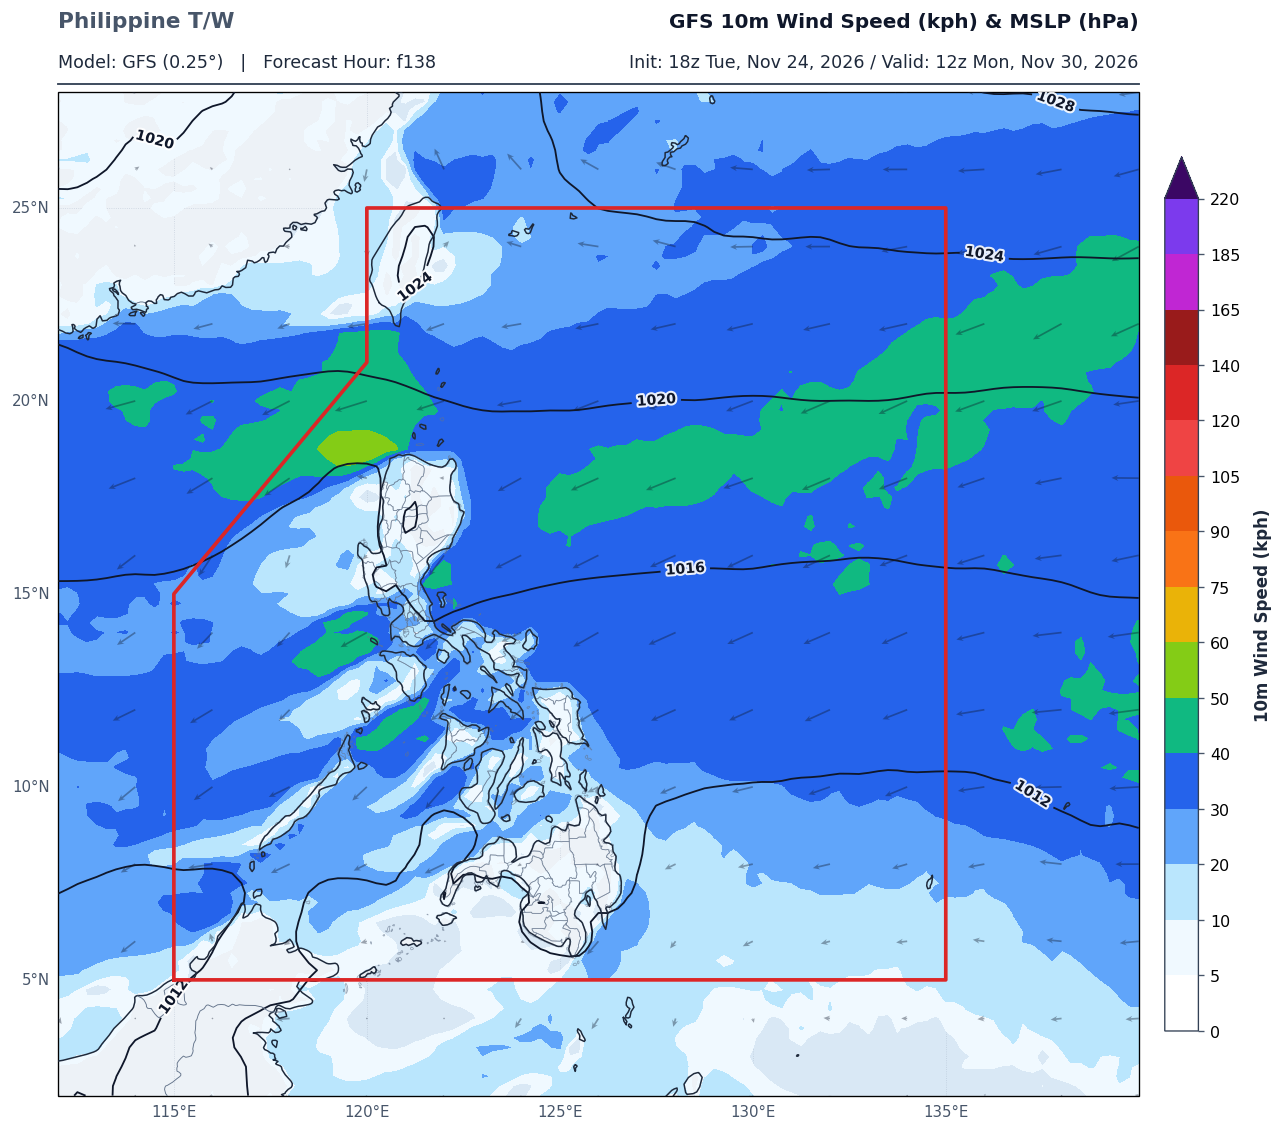 Philippine T/W
GFS 10m Wind Speed (kph) & MSLP (hPa)
Model: GFS (0.25°) | Forecast Hour: f138
Init: 18z Tue, Nov 24, 2026 / Valid: 12z Mon, Nov 30, 2026
1028
1020
25°N
1024
1024
20°N
1020
1016
15°N
10°N
1012
5°N
1012
115°E
120°E
125°E
130°E
135°E
220
185
165
140
120
105
90
75
60
50
40
30
20
10
5
0
10m Wind Speed (kph)